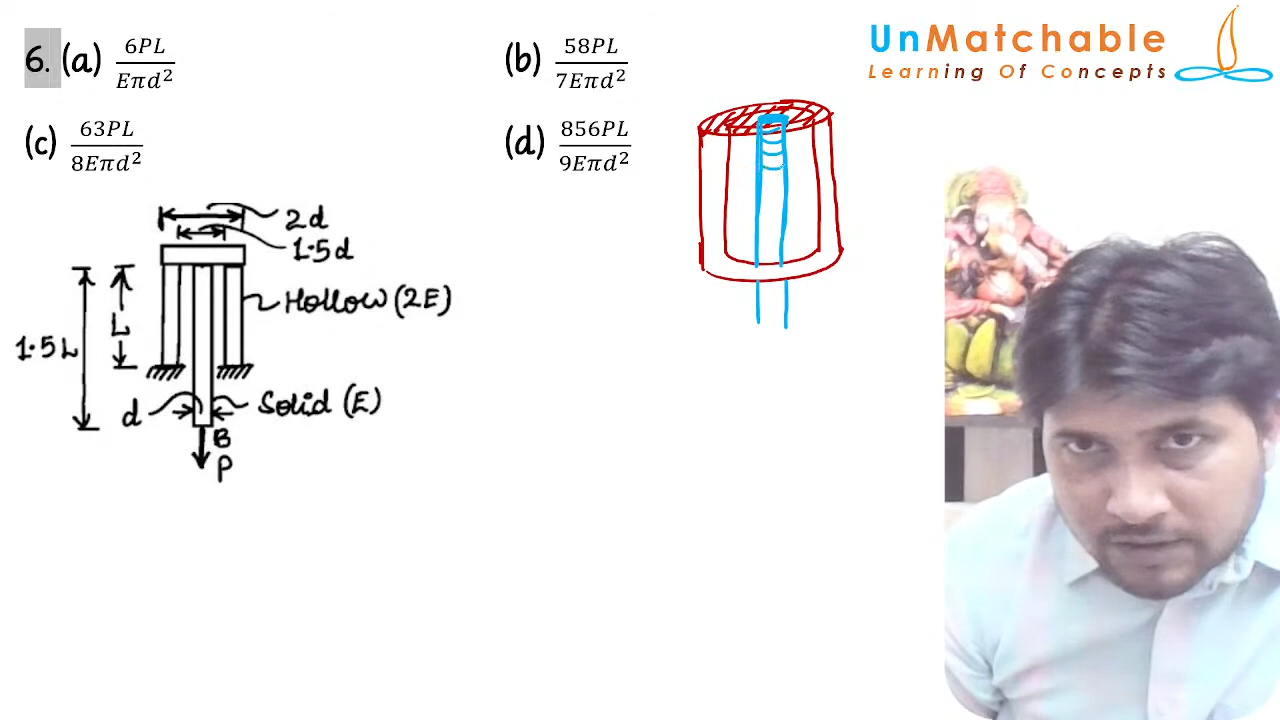 UnMatchable
Learning Of Concepts
6. (a) 6PL/Eπd² (b) 58PL/7Eπd²
(c) 63PL/8Eπd² (d) 856PL/9Eπd²
2d
1.5d
Hollow (2E)
L
1.5L
d
Solid (E)
B
P